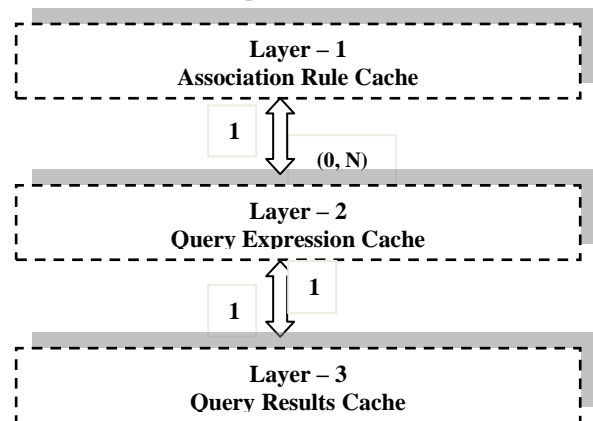 Layer – 1
Association Rule Cache
1
(0, N)
Layer – 2
Query Expression Cache
1
1
Layer – 3
Query Results Cache